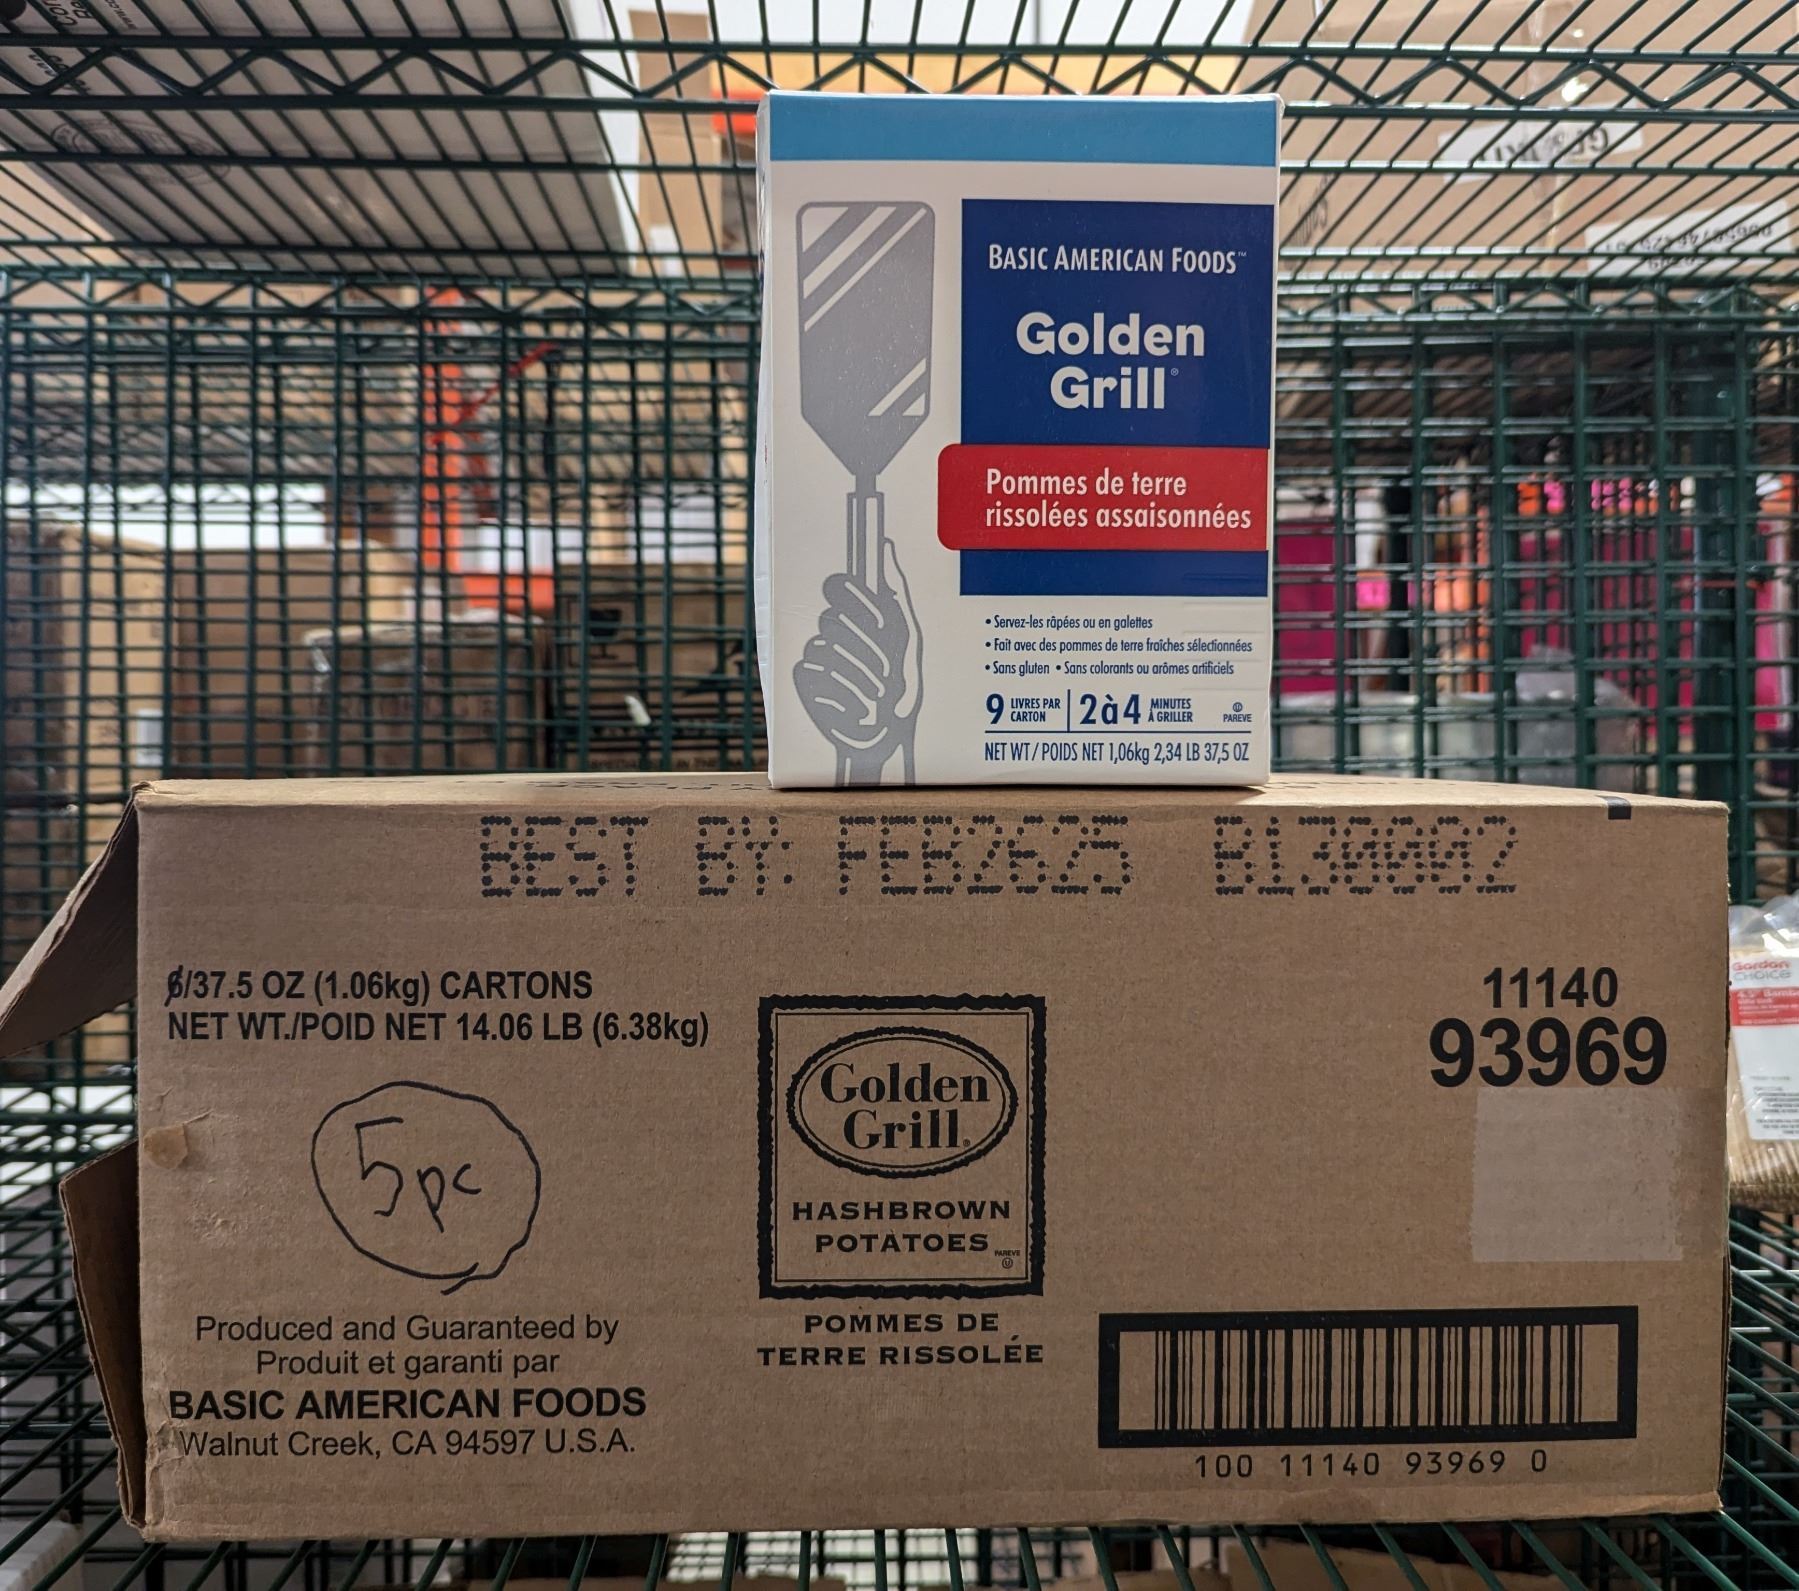 BASIC AMERICAN FOODS™
Golden
Grill®
Pommes de terre
rissolées assaisonnées
• Servez-les râpées ou en galettes
• Fait avec des pommes de terre fraîches sélectionnées
• Sans gluten • Sans colorants ou arômes artificiels
9 LIVRES PAR CARTON
2à4 MINUTES À GRILLER
U PAREVE
NET WT / POIDS NET 1,06kg 2,34 LB 37,5 OZ
BEST BY: FEB2625 B130002
6/37.5 OZ (1.06kg) CARTONS
NET WT./POID NET 14.06 LB (6.38kg)
5pc
Produced and Guaranteed by
Produit et garanti par
BASIC AMERICAN FOODS
Walnut Creek, CA 94597 U.S.A.
Golden
Grill®
HASHBROWN
POTATOES
PAREVE
U
POMMES DE
TERRE RISSOLÉE
11140
93969
100 11140 93969 0
Gordon
CHOICE